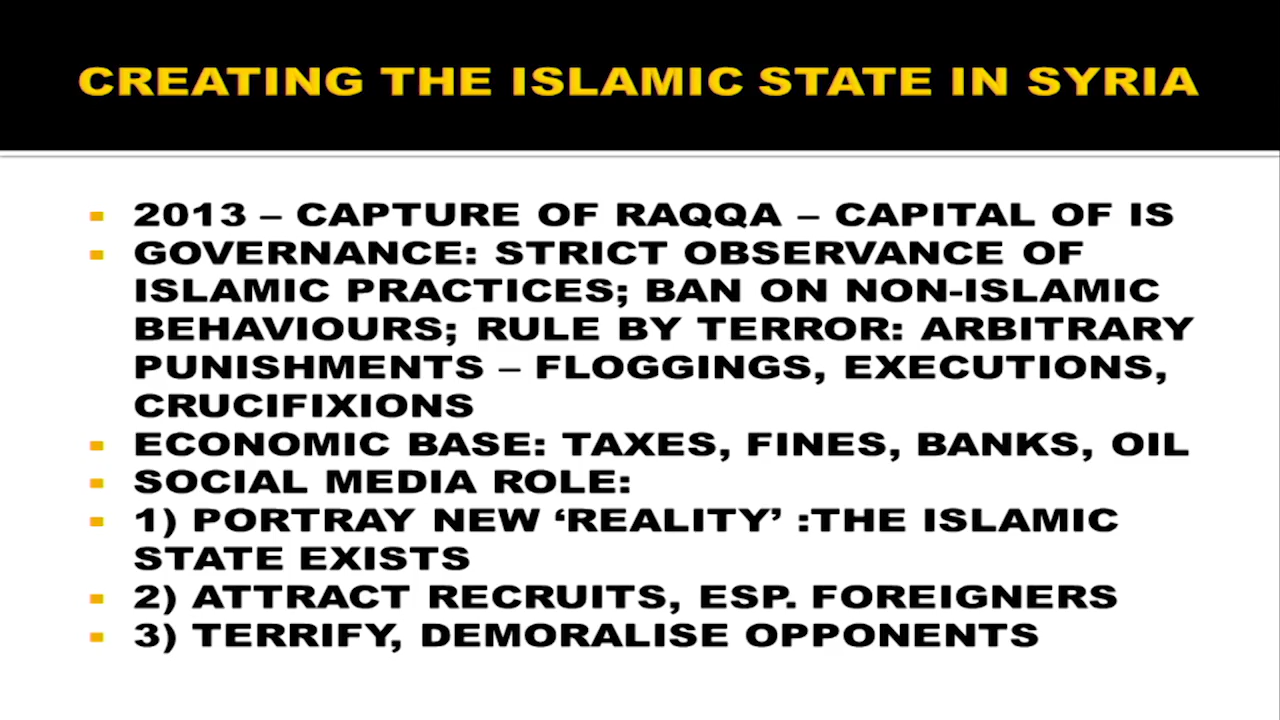 CREATING THE ISLAMIC STATE IN SYRIA
2013 – CAPTURE OF RAQQA – CAPITAL OF IS
GOVERNANCE: STRICT OBSERVANCE OF
ISLAMIC PRACTICES; BAN ON NON-ISLAMIC
BEHAVIOURS; RULE BY TERROR: ARBITRARY
PUNISHMENTS – FLOGGINGS, EXECUTIONS,
CRUCIFIXIONS
ECONOMIC BASE: TAXES, FINES, BANKS, OIL
SOCIAL MEDIA ROLE:
1) PORTRAY NEW ‘REALITY’ :THE ISLAMIC
STATE EXISTS
2) ATTRACT RECRUITS, ESP. FOREIGNERS
3) TERRIFY, DEMORALISE OPPONENTS